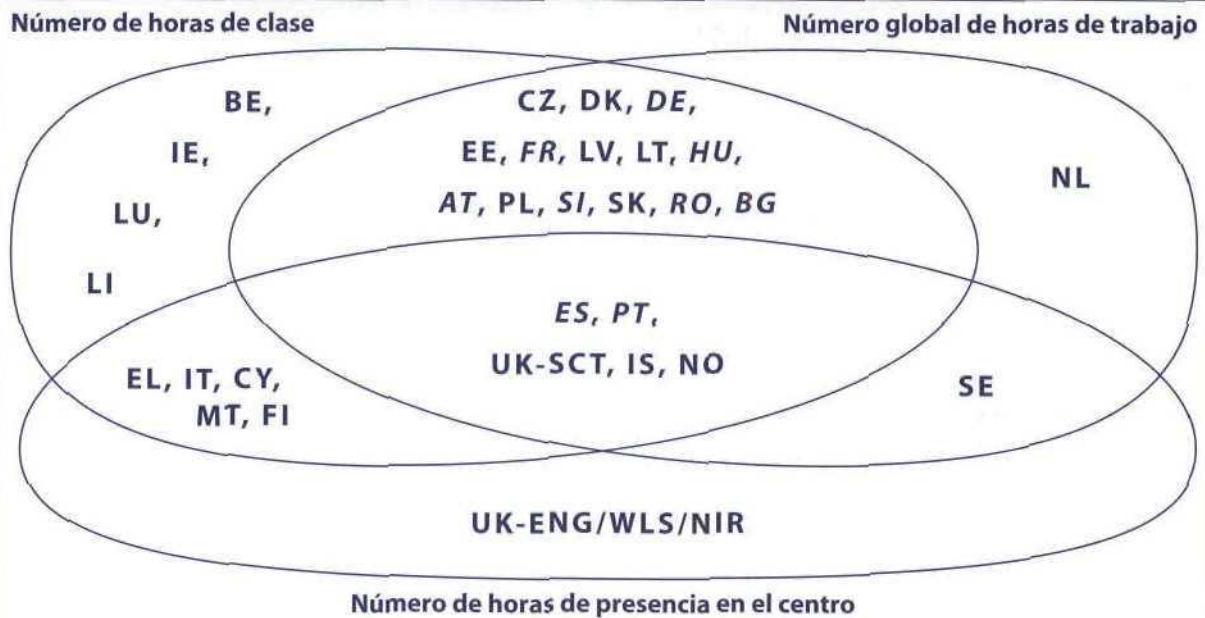 Número de horas de clase
Número global de horas de trabajo
BE,
IE,
LU,
LI
CZ, DK, DE,
EE, FR, LV, LT, HU,
AT, PL, SI, SK, RO, BG
NL
ES, PT,
UK-SCT, IS, NO
EL, IT, CY,
MT, FI
SE
UK-ENG/WLS/NIR
Número de horas de presencia en el centro